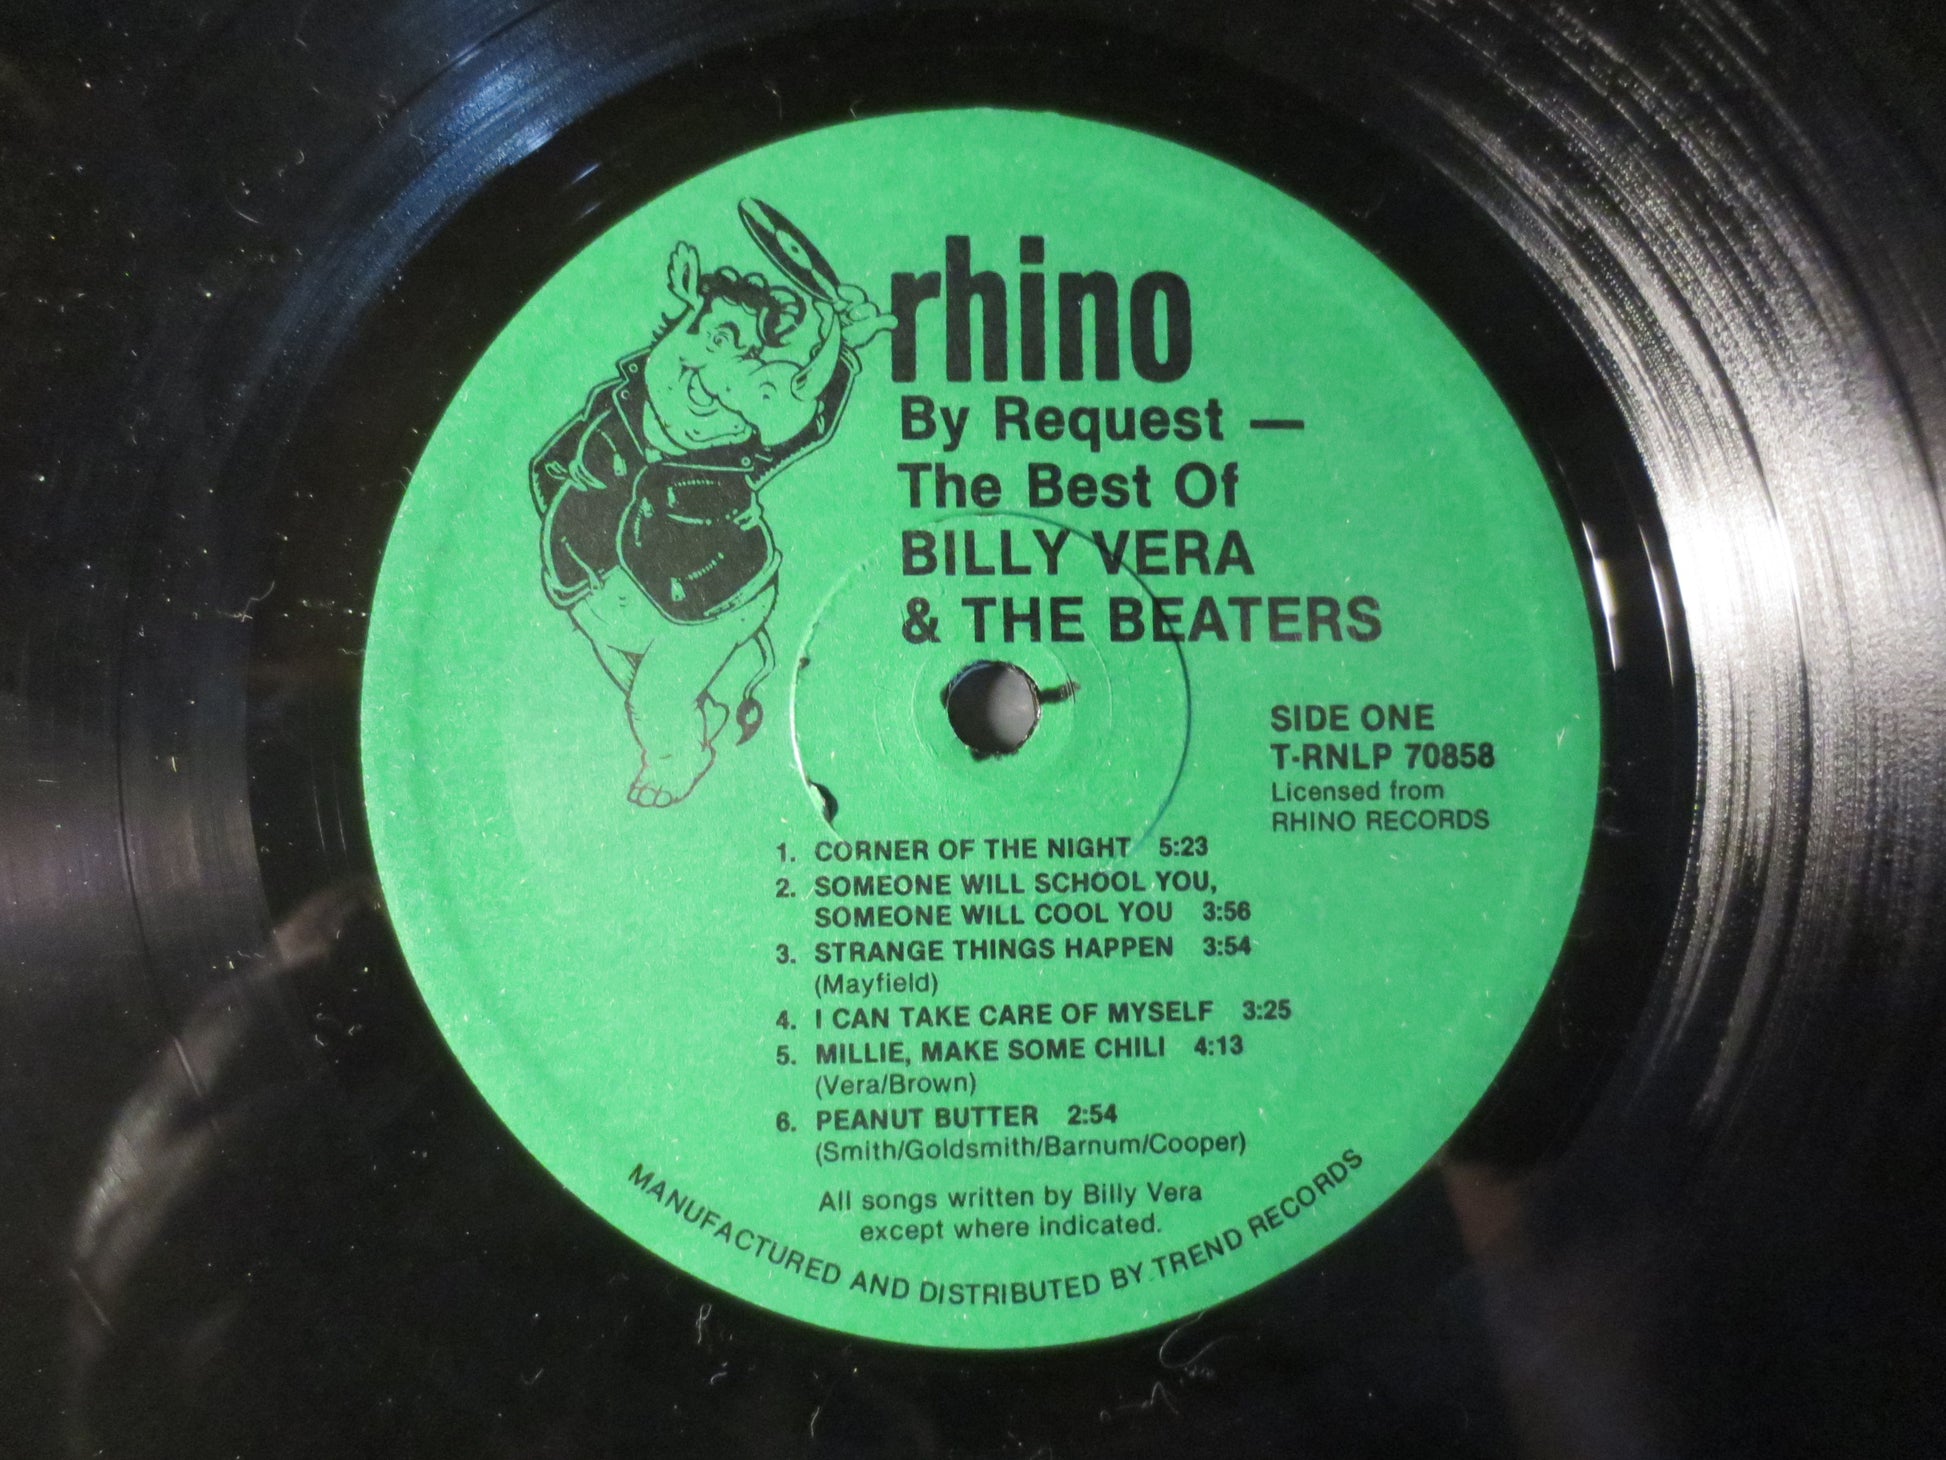 rhino
By Request —
The Best Of
BILLY VERA
& THE BEATERS
SIDE ONE
T-RNLP 70858
Licensed from
RHINO RECORDS
1. CORNER OF THE NIGHT 5:23
2. SOMEONE WILL SCHOOL YOU,
SOMEONE WILL COOL YOU 3:56
3. STRANGE THINGS HAPPEN 3:54
(Mayfield)
4. I CAN TAKE CARE OF MYSELF 3:25
5. MILLIE, MAKE SOME CHILI 4:13
(Vera/Brown)
6. PEANUT BUTTER 2:54
(Smith/Goldsmith/Barnum/Cooper)
All songs written by Billy Vera
except where indicated.
MANUFACTURED AND DISTRIBUTED BY TREND RECORDS